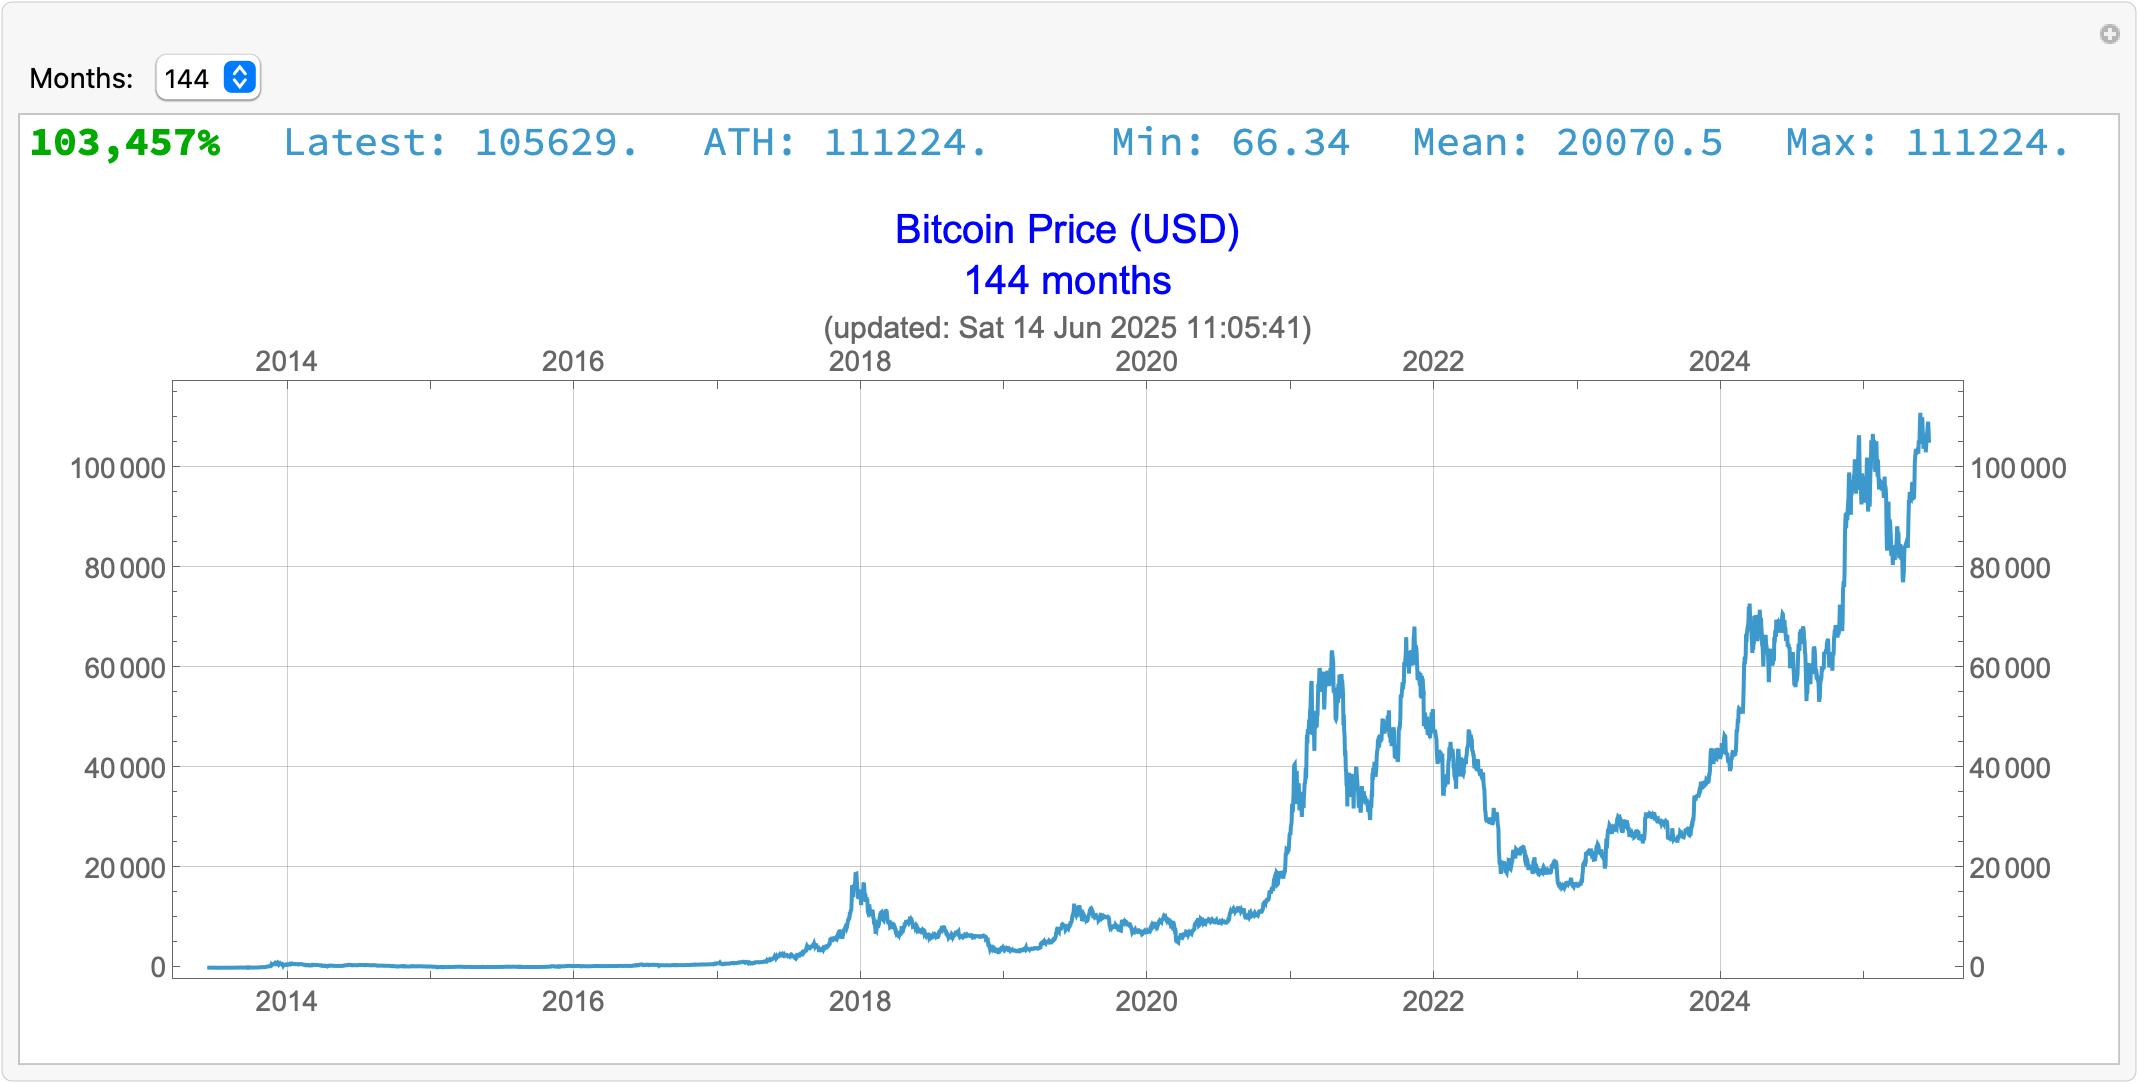 Months: 144
103,457% Latest: 105629. ATH: 111224. Min: 66.34 Mean: 20070.5 Max: 111224.
Bitcoin Price (USD)
144 months
(updated: Sat 14 Jun 2025 11:05:41)
2014 2016 2018 2020 2022 2024
100 000 100 000
80 000 80 000
60 000 60 000
40 000 40 000
20 000 20 000
0 0
2014 2016 2018 2020 2022 2024